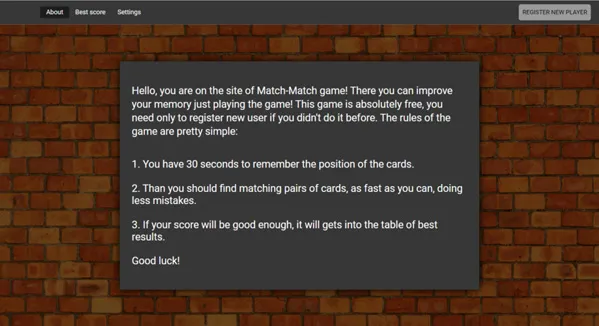 About Best score Settings REGISTER NEW PLAYER
Hello, you are on the site of Match-Match game! There you can improve
your memory just playing the game! This game is absolutely free, you
need only to register new user if you didn't do it before. The rules of
the game are pretty simple:
1. You have 30 seconds to remember the position of the cards.
2. Than you should find matching pairs of cards, as fast as you can, doing
less mistakes.
3. If your score will be good enough, it will gets into the table of best
results.
Good luck!